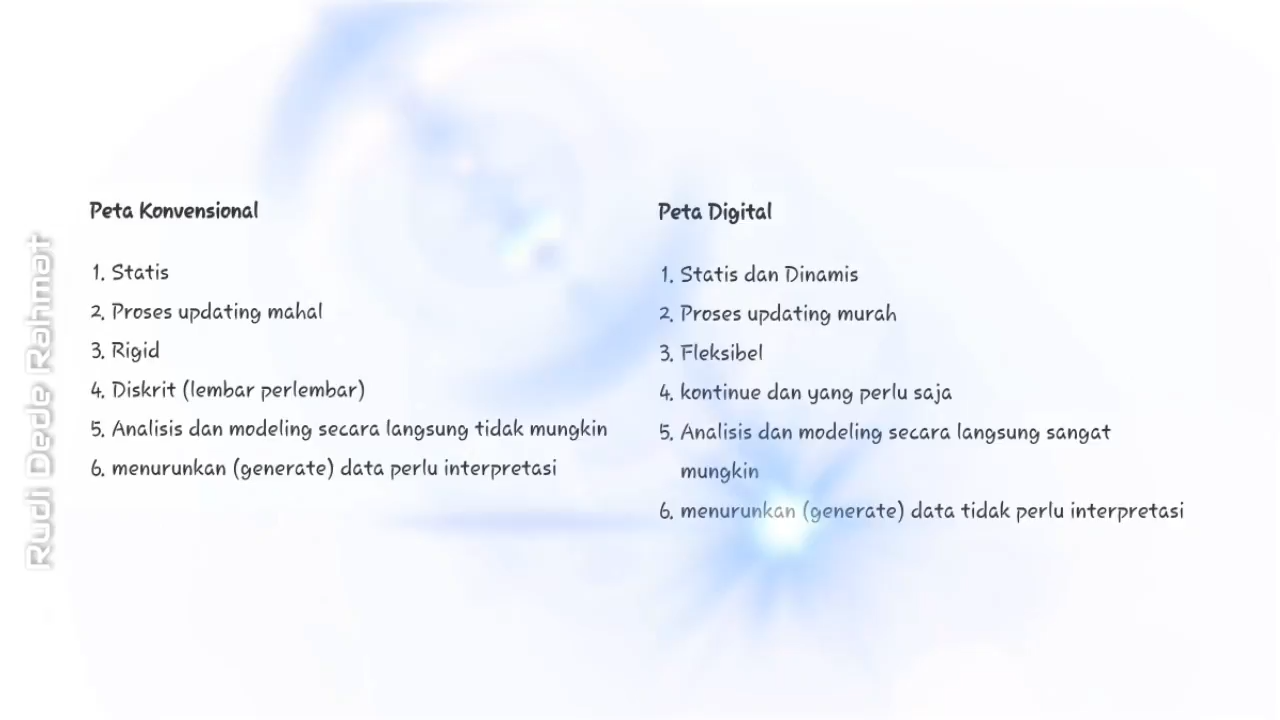 Rudi Dede Rahmat
Peta Konvensional
1. Statis
2. Proses updating mahal
3. Rigid
4. Diskrit (lembar perlembar)
5. Analisis dan modeling secara langsung tidak mungkin
6. menurunkan (generate) data perlu interpretasi
Peta Digital
1. Statis dan Dinamis
2. Proses updating murah
3. Fleksibel
4. kontinue dan yang perlu saja
5. Analisis dan modeling secara langsung sangat
mungkin
6. menurunkan (generate) data tidak perlu interpretasi